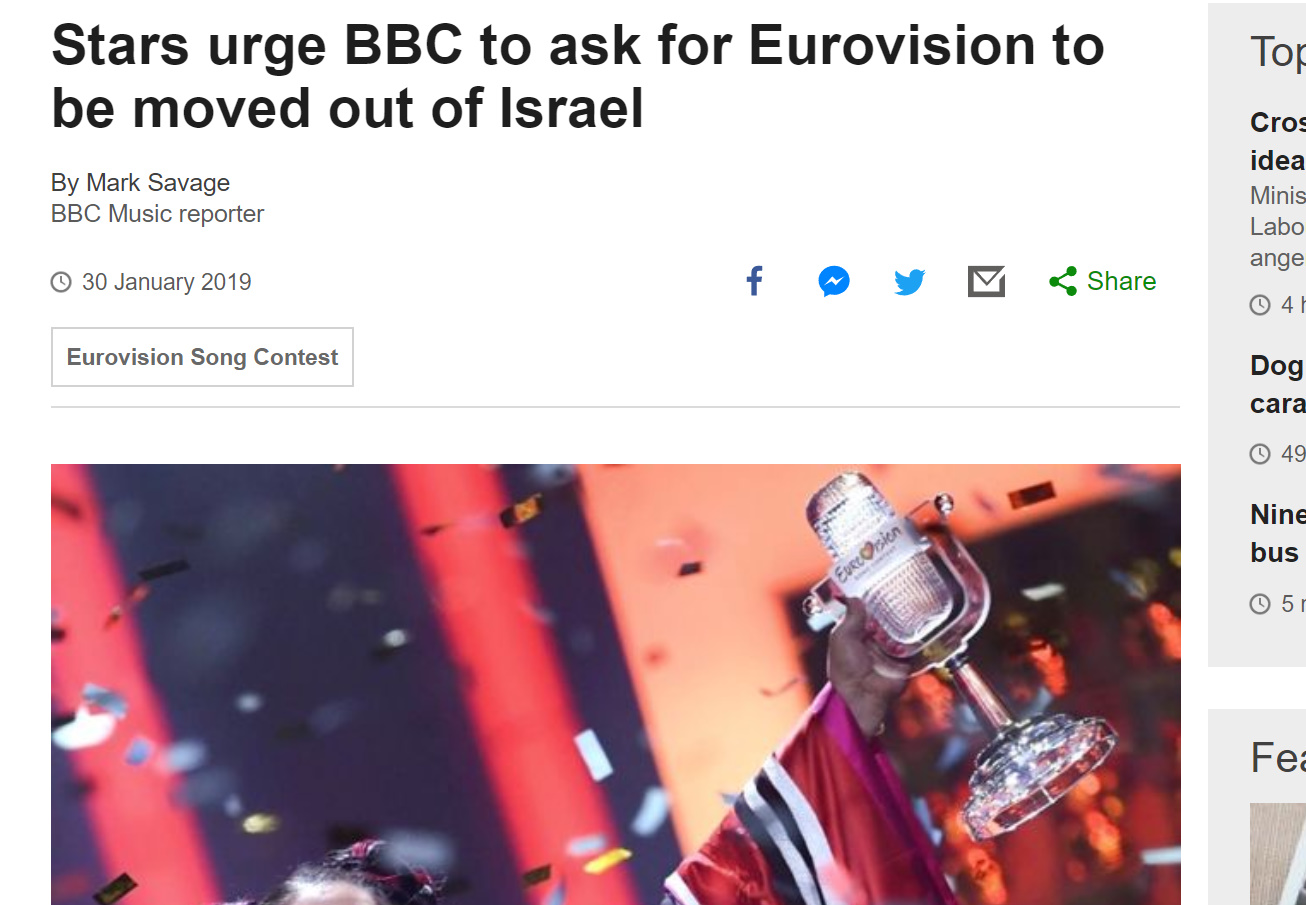 Stars urge BBC to ask for Eurovision to
be moved out of Israel
By Mark Savage
BBC Music reporter
30 January 2019
Share
Eurovision Song Contest
EUROVISION
Top
Cros
idea
Minis
Labo
ange
4 h
Dog
cara
49
Nine
bus
5 m
Fea